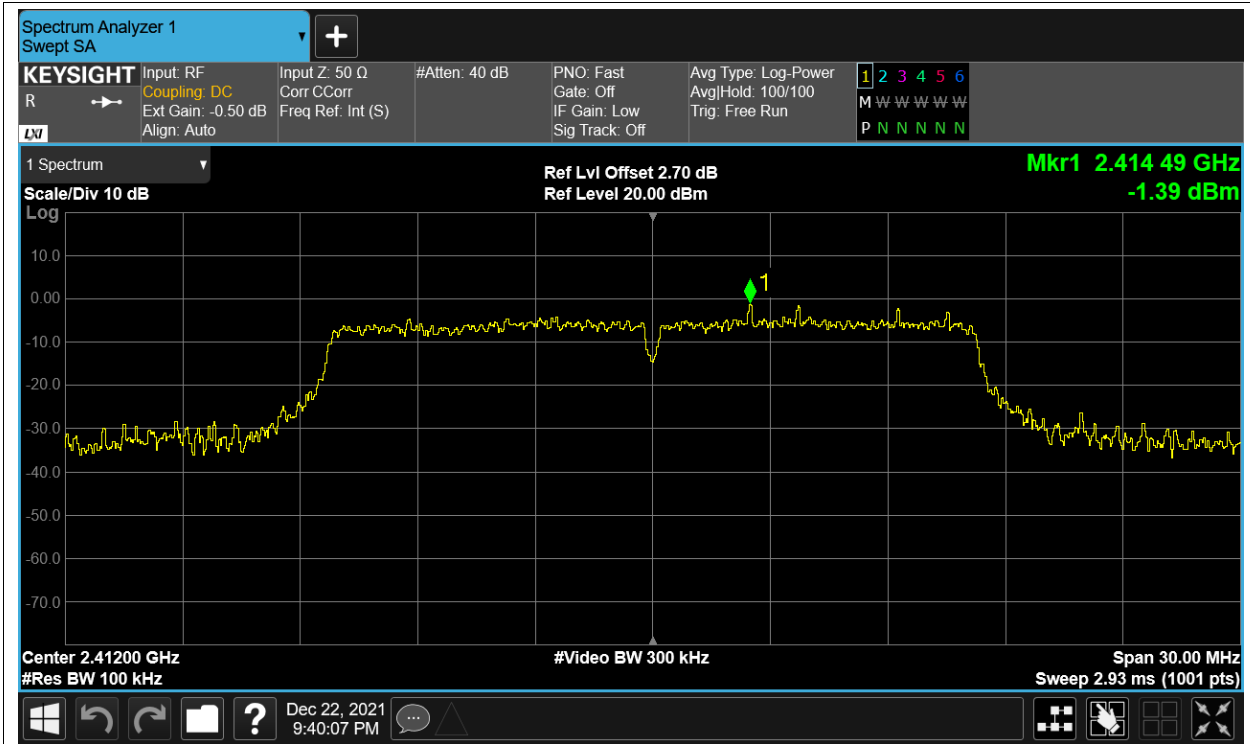 Spectrum Analyzer 1
Swept SA
+
KEYSIGHT
R
LXI
Input: RF
Coupling: DC
Ext Gain: -0.50 dB
Align: Auto
Input Z: 50 Ω
Corr CCorr
Freq Ref: Int (S)
#Atten: 40 dB
PNO: Fast
Gate: Off
IF Gain: Low
Sig Track: Off
Avg Type: Log-Power
Avg|Hold: 100/100
Trig: Free Run
1 2 3 4 5 6
M W W W W W
P N N N N N
1 Spectrum
Scale/Div 10 dB
Ref Lvl Offset 2.70 dB
Ref Level 20.00 dBm
Mkr1 2.414 49 GHz
-1.39 dBm
Log
1
10.0
0.00
-10.0
-20.0
-30.0
-40.0
-50.0
-60.0
-70.0
Center 2.41200 GHz
#Video BW 300 kHz
Span 30.00 MHz
#Res BW 100 kHz
Sweep 2.93 ms (1001 pts)
?
Dec 22, 2021
9:40:07 PM